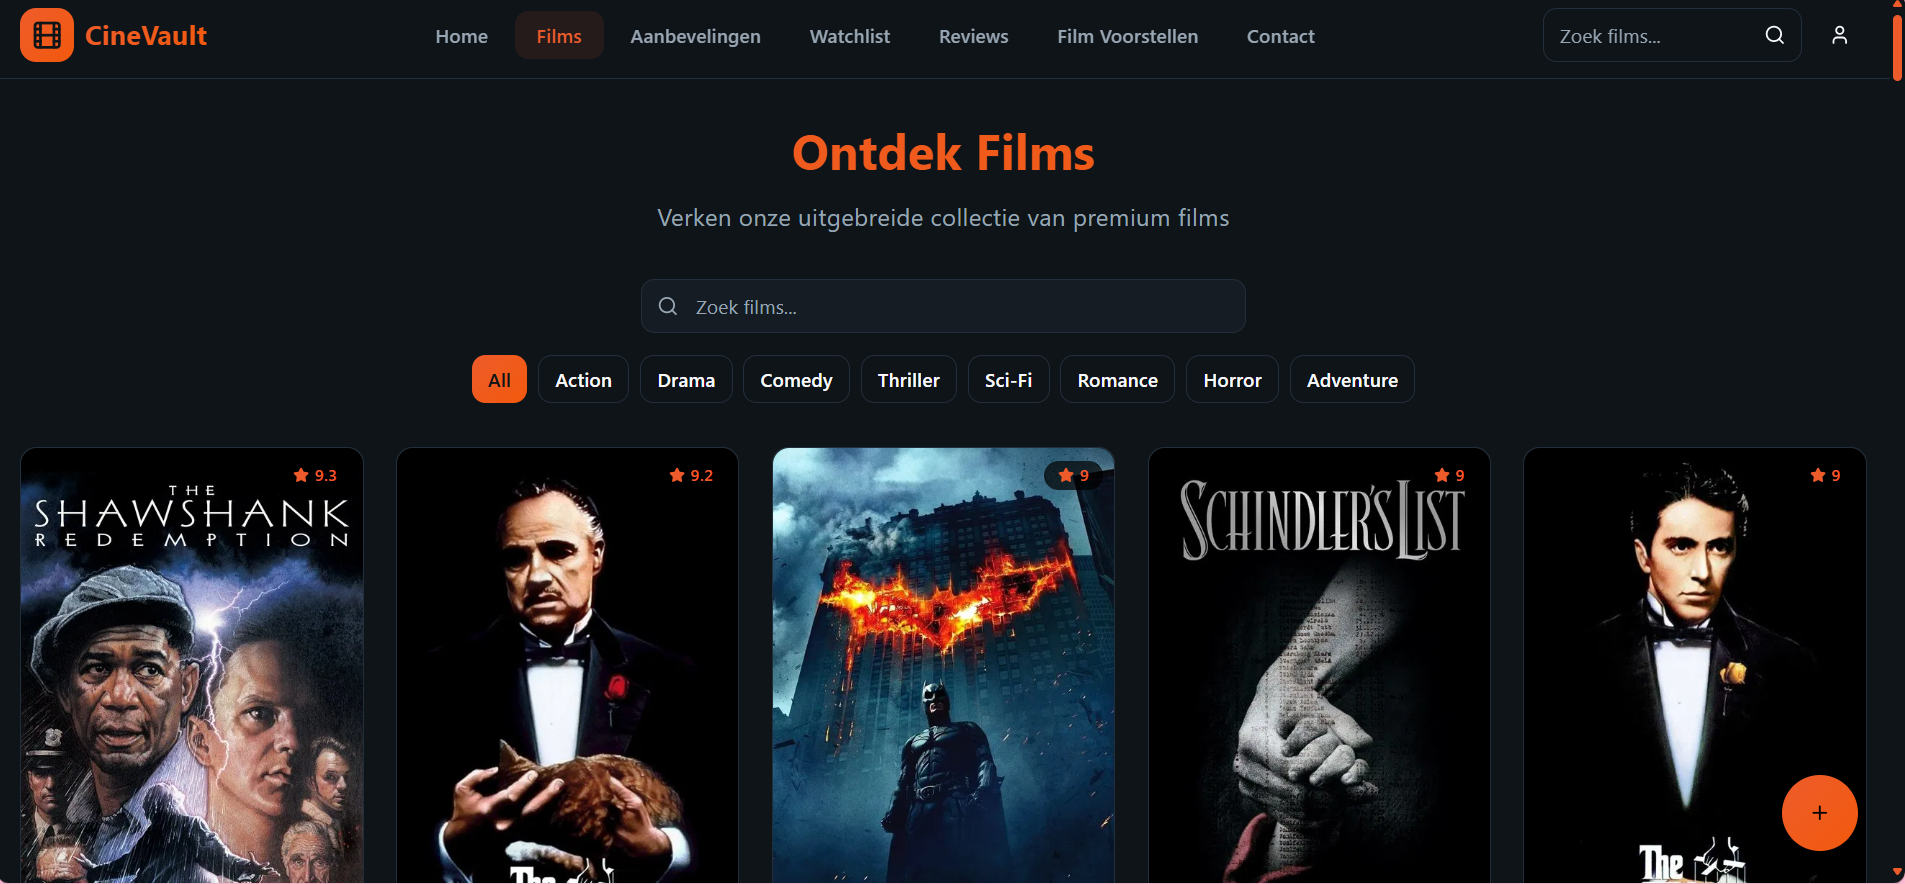 CineVault
Home Films Aanbevelingen Watchlist Reviews Film Voorstellen Contact
Zoek films...
Ontdek Films
Verken onze uitgebreide collectie van premium films
Zoek films...
All Action Drama Comedy Thriller Sci-Fi Romance Horror Adventure
9.3
THE
SHAWSHANK
REDEMPTION
9.2
The
9
9
SCHINDLER'S LIST
9
The